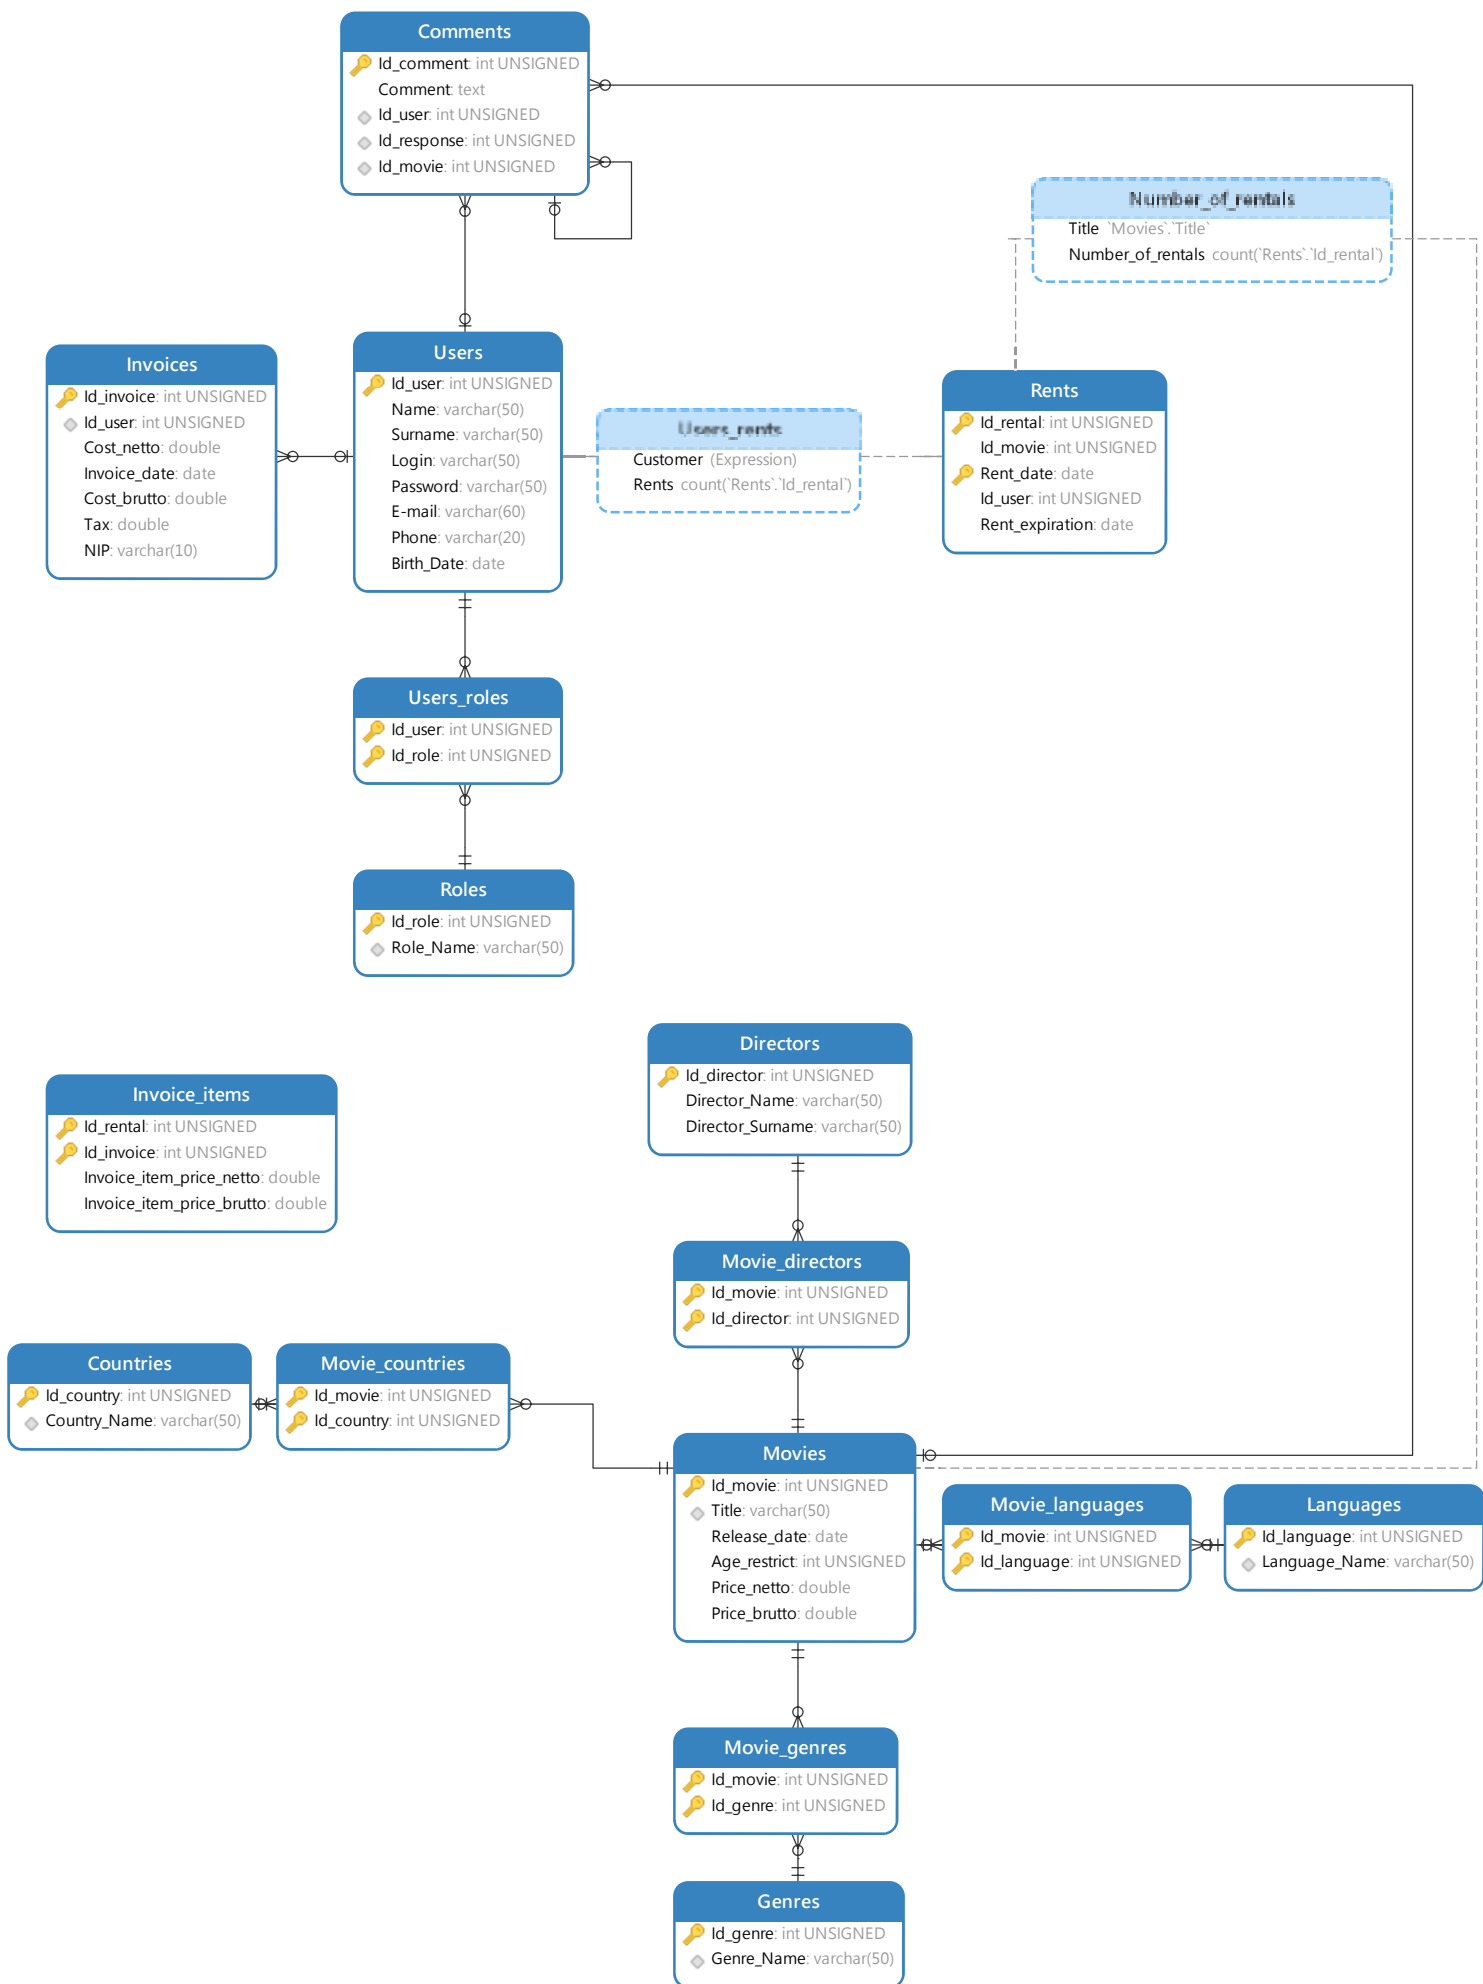 Comments
Id_comment: int UNSIGNED
Comment: text
Id_user: int UNSIGNED
Id_response: int UNSIGNED
Id_movie: int UNSIGNED
Number_of_rentals
Title `Movies`.`Title`
Number_of_rentals count(`Rents`.`Id_rental`)
Invoices
Id_invoice: int UNSIGNED
Id_user: int UNSIGNED
Cost_netto: double
Invoice_date: date
Cost_brutto: double
Tax: double
NIP: varchar(10)
Users
Id_user: int UNSIGNED
Name: varchar(50)
Surname: varchar(50)
Login: varchar(50)
Password: varchar(50)
E-mail: varchar(60)
Phone: varchar(20)
Birth_Date: date
Users_rents
Customer (Expression)
Rents count(`Rents`.`Id_rental`)
Rents
Id_rental: int UNSIGNED
Id_movie: int UNSIGNED
Rent_date: date
Id_user: int UNSIGNED
Rent_expiration: date
Users_roles
Id_user: int UNSIGNED
Id_role: int UNSIGNED
Roles
Id_role: int UNSIGNED
Role_Name: varchar(50)
Directors
Id_director: int UNSIGNED
Director_Name: varchar(50)
Director_Surname: varchar(50)
Invoice_items
Id_rental: int UNSIGNED
Id_invoice: int UNSIGNED
Invoice_item_price_netto: double
Invoice_item_price_brutto: double
Movie_directors
Id_movie: int UNSIGNED
Id_director: int UNSIGNED
Countries
Id_country: int UNSIGNED
Country_Name: varchar(50)
Movie_countries
Id_movie: int UNSIGNED
Id_country: int UNSIGNED
Movies
Id_movie: int UNSIGNED
Title: varchar(50)
Release_date: date
Age_restrict: int UNSIGNED
Price_netto: double
Price_brutto: double
Movie_languages
Id_movie: int UNSIGNED
Id_language: int UNSIGNED
Languages
Id_language: int UNSIGNED
Language_Name: varchar(50)
Movie_genres
Id_movie: int UNSIGNED
Id_genre: int UNSIGNED
Genres
Id_genre: int UNSIGNED
Genre_Name: varchar(50)